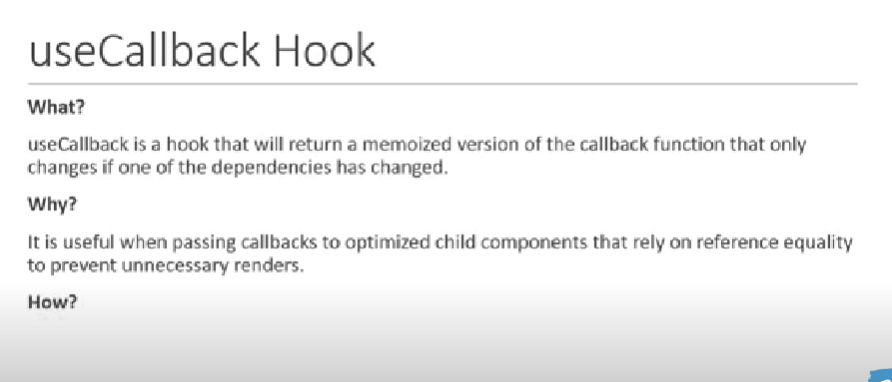 useCallback Hook
What?
useCallback is a hook that will return a memoized version of the callback function that only
changes if one of the dependencies has changed.
Why?
It is useful when passing callbacks to optimized child components that rely on reference equality
to prevent unnecessary renders.
How?